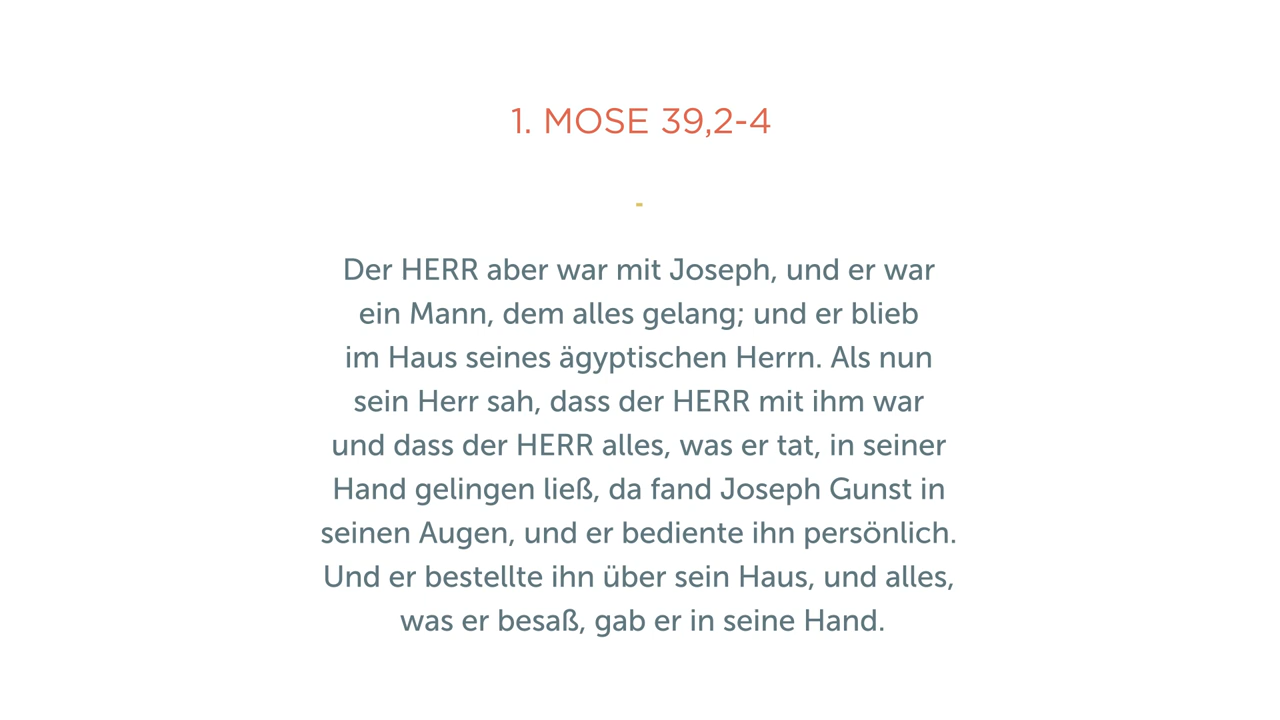 1. MOSE 39,2-4
-
Der HERR aber war mit Joseph, und er war
ein Mann, dem alles gelang; und er blieb
im Haus seines ägyptischen Herrn. Als nun
sein Herr sah, dass der HERR mit ihm war
und dass der HERR alles, was er tat, in seiner
Hand gelingen ließ, da fand Joseph Gunst in
seinen Augen, und er bediente ihn persönlich.
Und er bestellte ihn über sein Haus, und alles,
was er besaß, gab er in seine Hand.